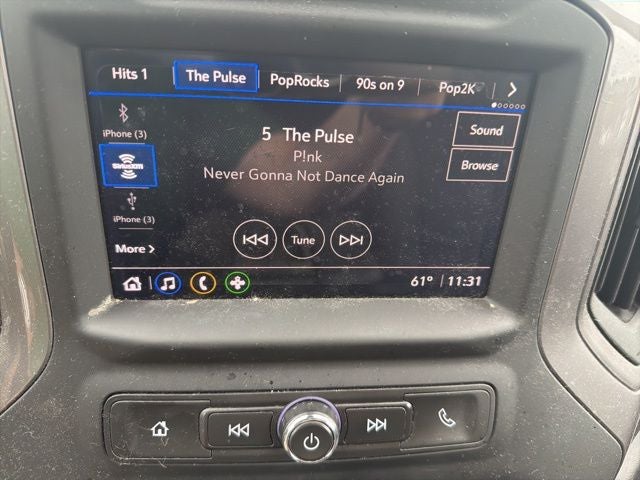 Hits 1 The Pulse PopRocks 90s on 9 Pop2K
iPhone (3)
SiriusXM
iPhone (3)
More
5 The Pulse
P!nk
Never Gonna Not Dance Again
Sound
Browse
Tune
61° 11:31